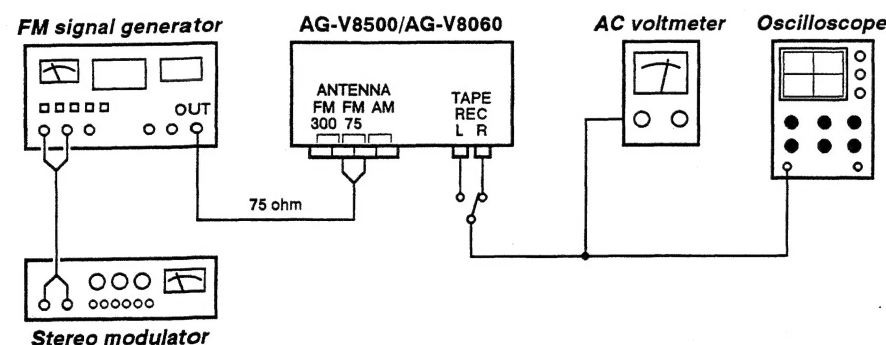 FM signal generator
OUT
AG-V8500/AG-V8060
ANTENNA
FM FM AM
300 75
TAPE
REC
L R
AC voltmeter
Oscilloscope
75 ohm
Stereo modulator